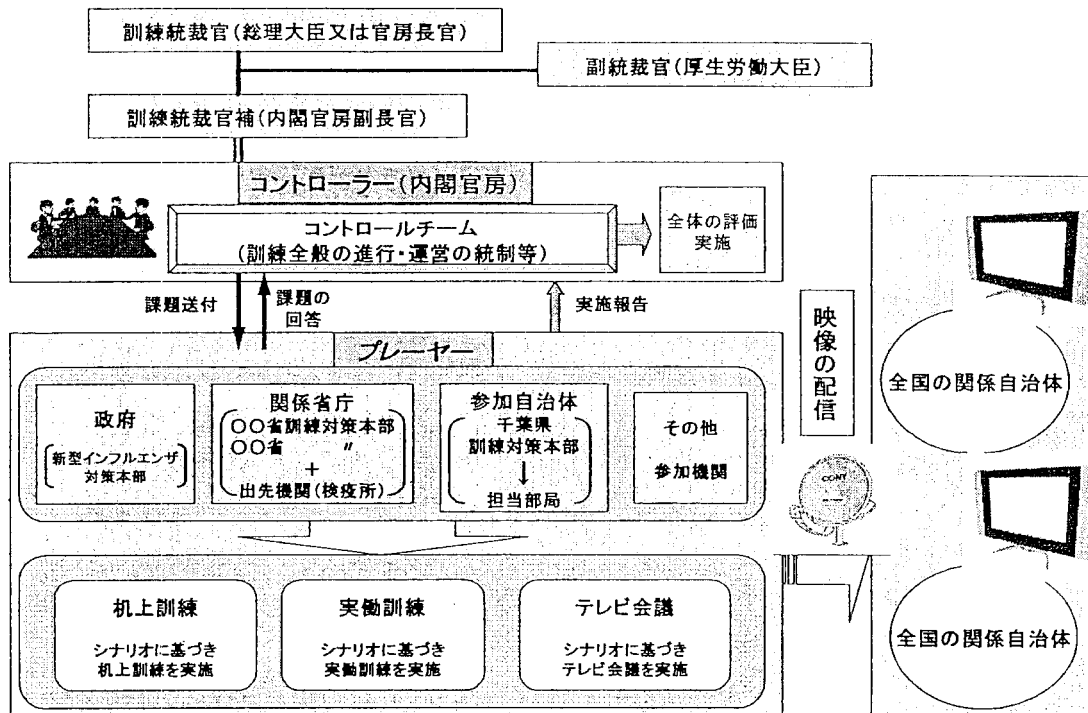 訓練統裁官(総理大臣又は官房長官)
副統裁官(厚生労働大臣)
訓練統裁官補(内閣官房副長官)
コントローラー(内閣官房)
コントロールチーム
(訓練全般の進行・運営の統制等)
全体の評価
実施
課題送付
課題の
回答
実施報告
プレーヤー
政府
新型インフルエンザ
対策本部
関係省庁
〇〇省訓練対策本部
〇〇省 〃
+
出先機関(検疫所)
参加自治体
千葉県
訓練対策本部
↓
担当部局
その他
参加機関
机上訓練
シナリオに基づき
机上訓練を実施
実働訓練
シナリオに基づき
実働訓練を実施
テレビ会議
シナリオに基づき
テレビ会議を実施
映像の配信
全国の関係自治体
全国の関係自治体